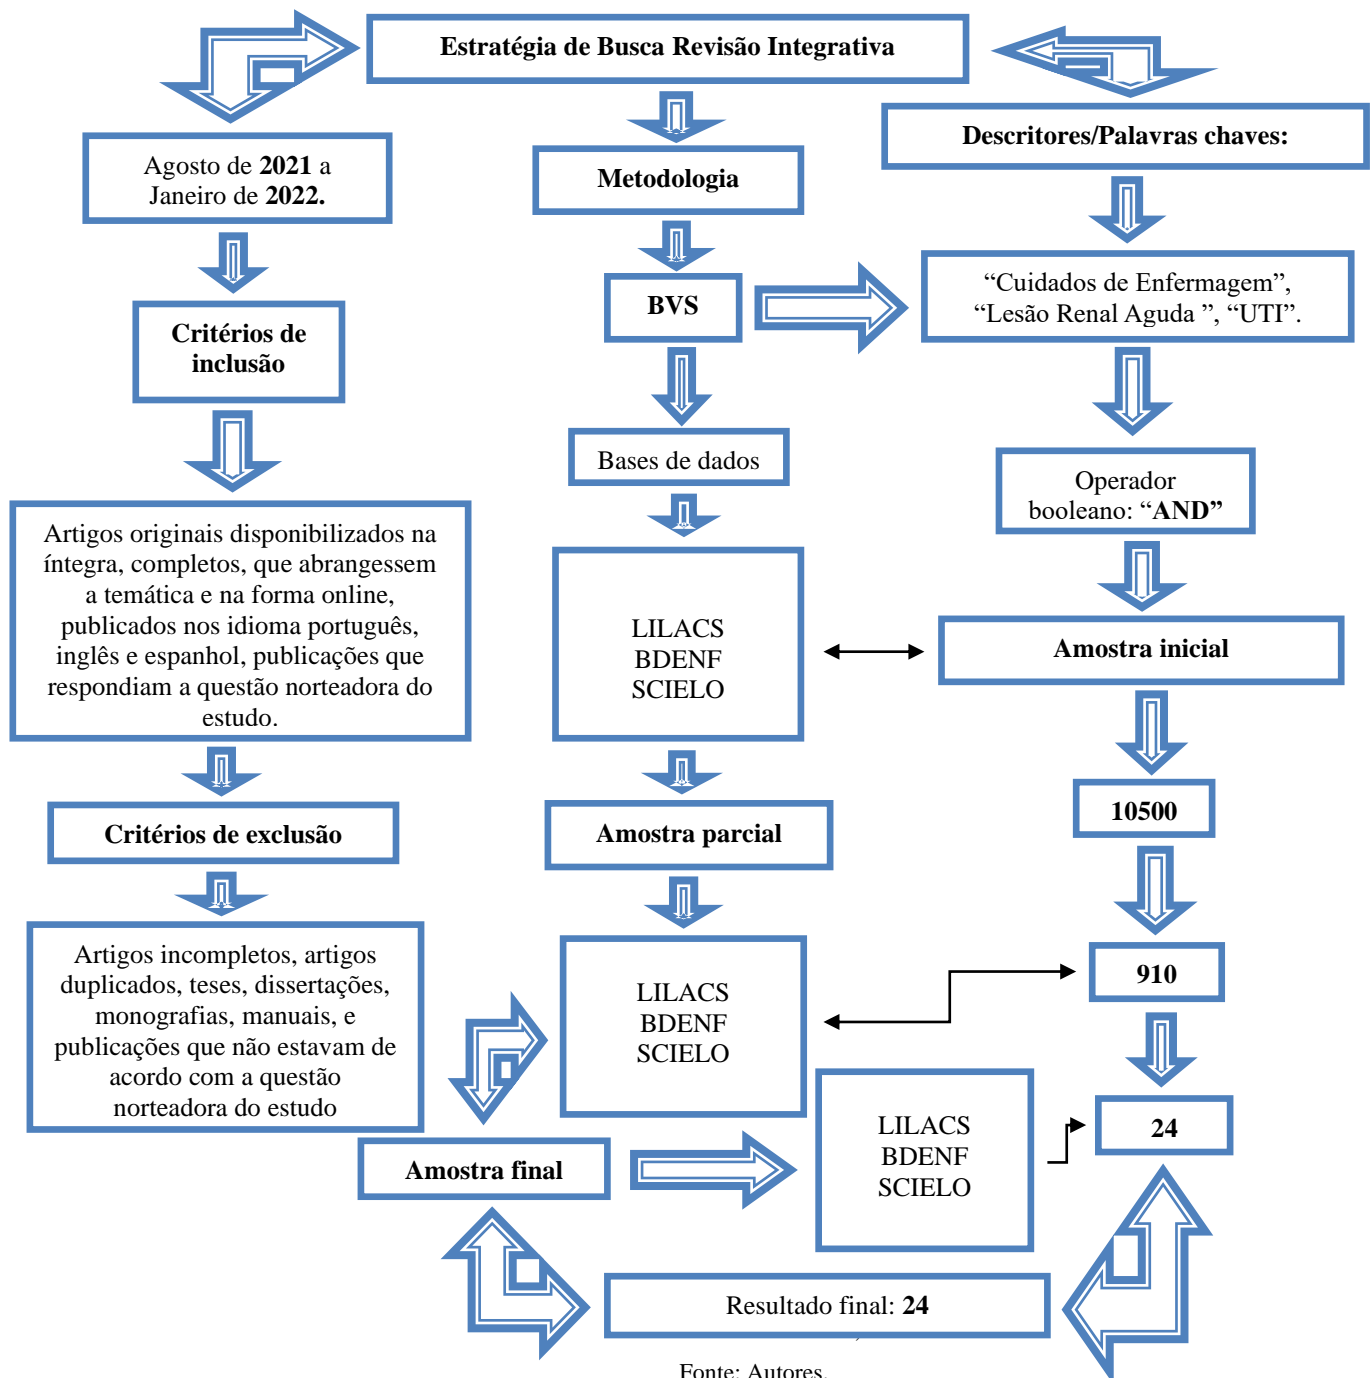 Estratégia de Busca Revisão Integrativa
Agosto de 2021 a
Janeiro de 2022.
Critérios de
inclusão
Artigos originais disponibilizados na
íntegra, completos, que abrangessem
a temática e na forma online,
publicados nos idioma português,
inglês e espanhol, publicações que
respondiam a questão norteadora do
estudo.
Critérios de exclusão
Artigos incompletos, artigos
duplicados, teses, dissertações,
monografias, manuais, e
publicações que não estavam de
acordo com a questão
norteadora do estudo
Metodologia
BVS
Bases de dados
LILACS
BDENF
SCIELO
Amostra parcial
LILACS
BDENF
SCIELO
Amostra final
LILACS
BDENF
SCIELO
Descritores/Palavras chaves:
“Cuidados de Enfermagem”,
“Lesão Renal Aguda ”, “UTI”.
Operador
booleano: “AND”
Amostra inicial
10500
910
24
Resultado final: 24
Fonte: Autores.